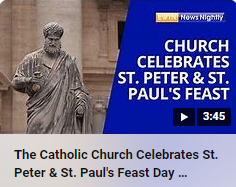 EWTN News Nightly
CHURCH
CELEBRATES
ST. PETER & ST.
PAUL'S FEAST
3:45
The Catholic Church Celebrates St.
Peter & St. Paul's Feast Day ...